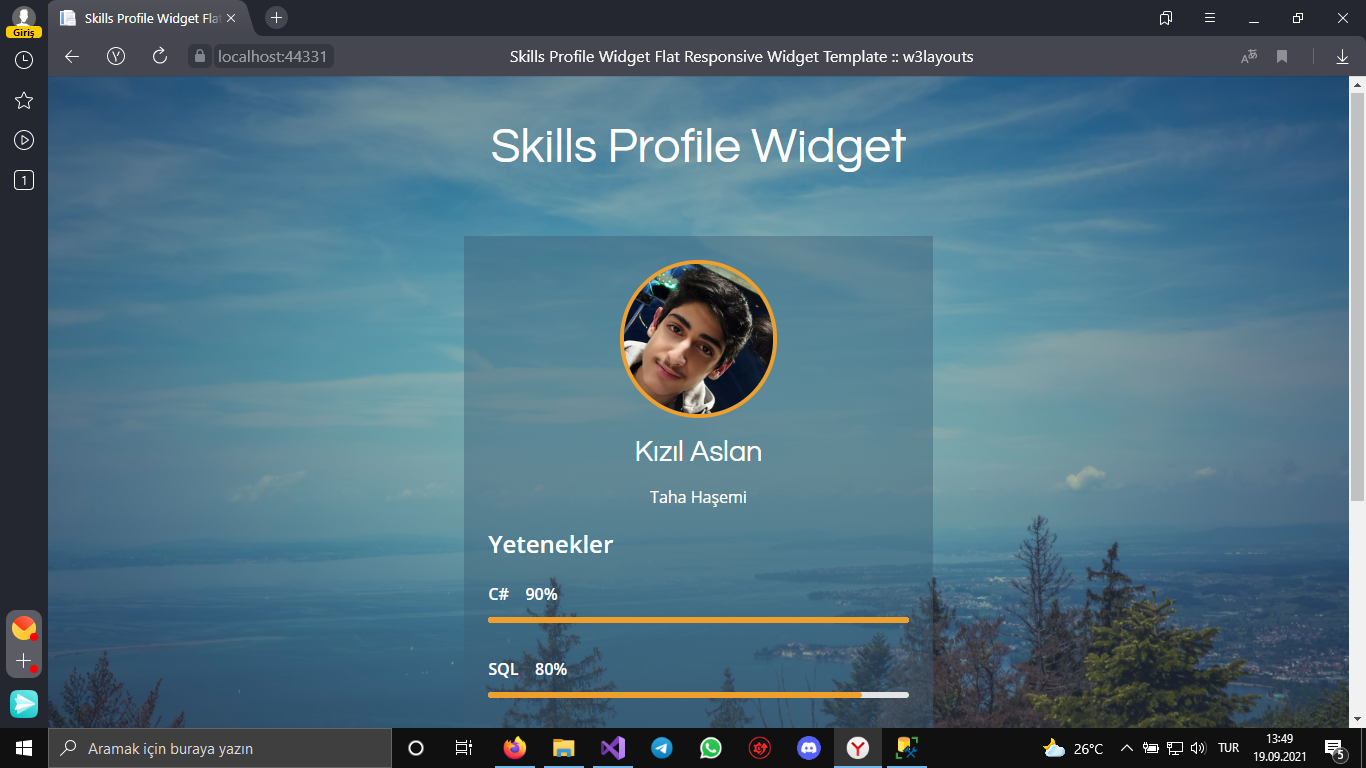 Skills Profile Widget Fla
Giriş
localhost:44331
Skills Profile Widget Flat Responsive Widget Template :: w3layouts
1
Skills Profile Widget
Kızıl Aslan
Taha Haşemi
Yetenekler
C# 90%
SQL 80%
Aramak için buraya yazın
26°C
TUR
13:49
19.09.2021
5